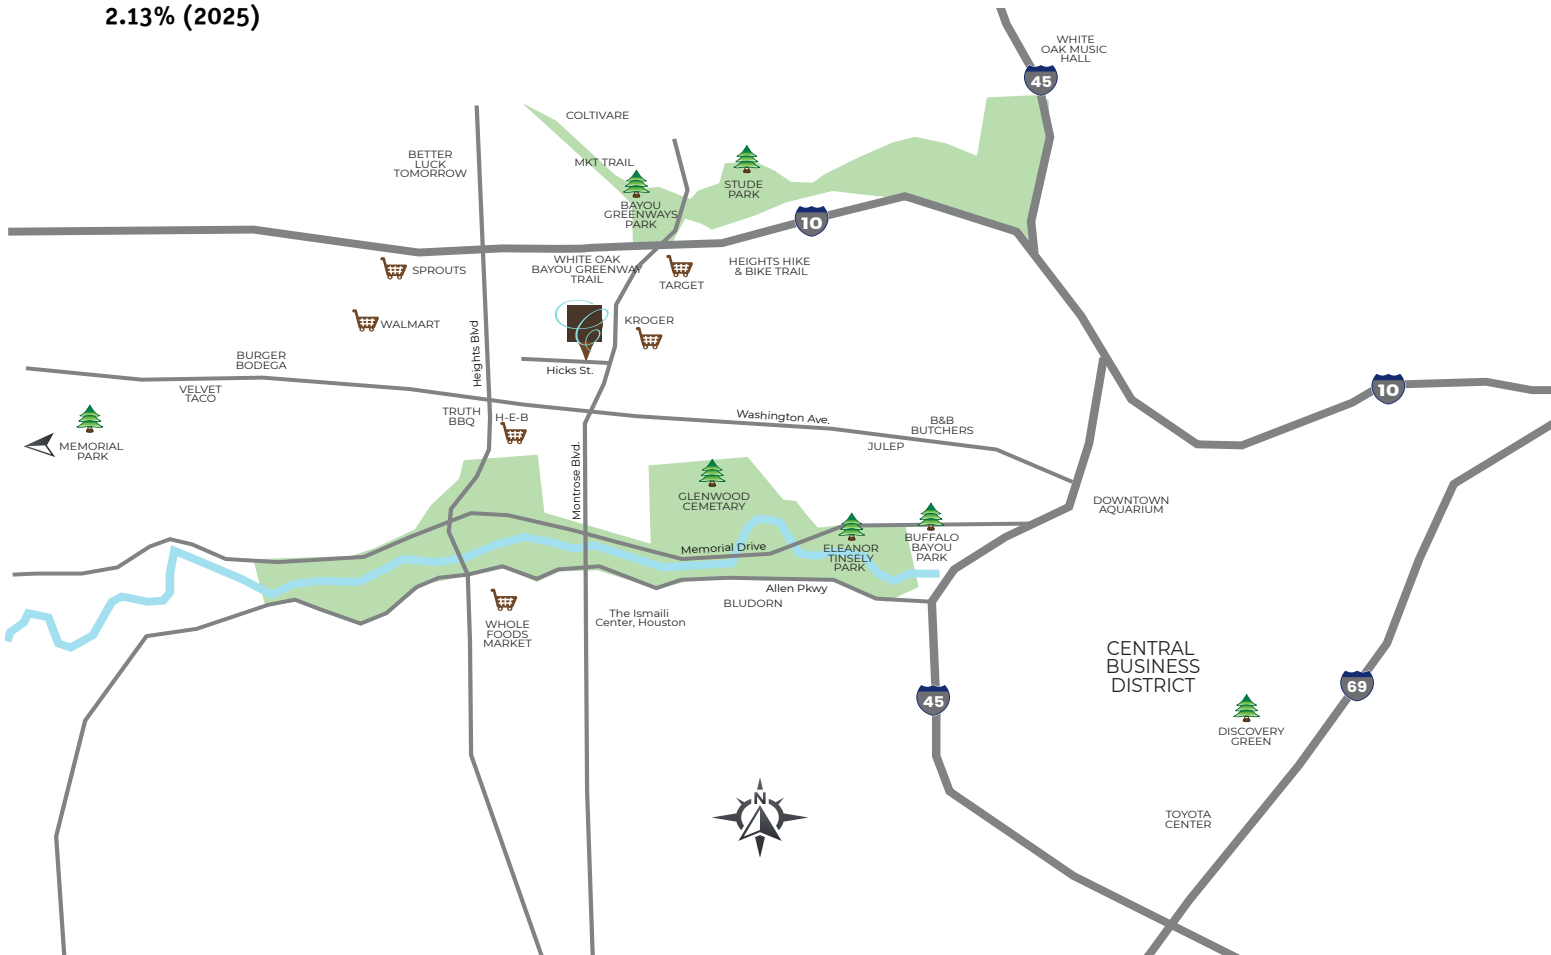 2.13% (2025)
WHITE
OAK MUSIC
HALL
45
COLTIVARE
BETTER
LUCK
TOMORROW
MKT TRAIL
STUDE
PARK
BAYOU
GREENWAYS
PARK
10
WHITE OAK
BAYOU GREENWAY
TRAIL
HEIGHTS HIKE
& BIKE TRAIL
SPROUTS
TARGET
WALMART
KROGER
Heights Blvd
BURGER
BODEGA
Hicks St.
VELVET
TACO
10
TRUTH
BBQ
H-E-B
Washington Ave.
B&B
BUTCHERS
JULEP
MEMORIAL
PARK
Montrose Blvd.
GLENWOOD
CEMETARY
DOWNTOWN
AQUARIUM
Memorial Drive
ELEANOR
TINSELY
PARK
BUFFALO
BAYOU
PARK
Allen Pkwy
BLUDORN
The Ismaili
Center, Houston
WHOLE
FOODS
MARKET
CENTRAL
BUSINESS
DISTRICT
45
69
DISCOVERY
GREEN
N
TOYOTA
CENTER